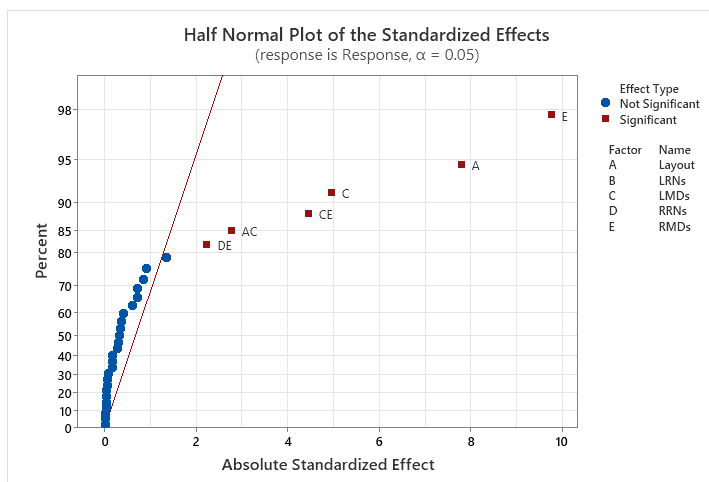 Half Normal Plot of the Standardized Effects
(response is Response, α = 0.05)
Effect Type
Not Significant
Significant
Factor Name
A Layout
B LRNs
C LMDs
D RRNs
E RMDs
Percent
98
95
90
85
80
70
60
50
40
30
20
10
0
E
A
C
CE
AC
DE
0 2 4 6 8 10
Absolute Standardized Effect